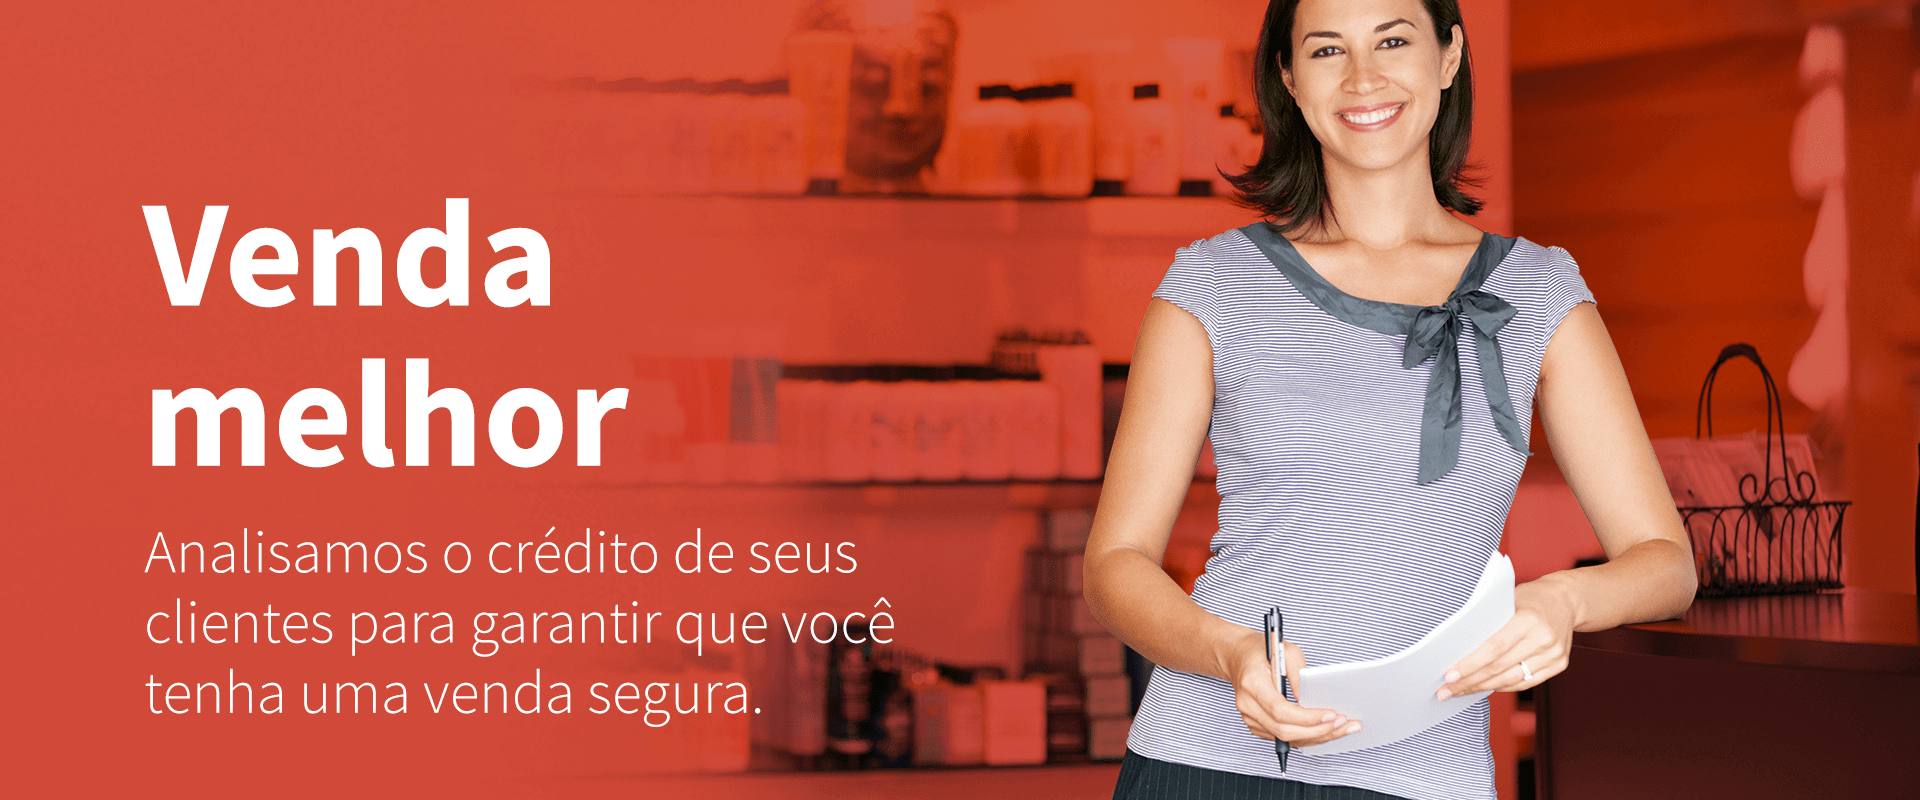 Venda
melhor
Analisamos o crédito de seus
clientes para garantir que você
tenha uma venda segura.